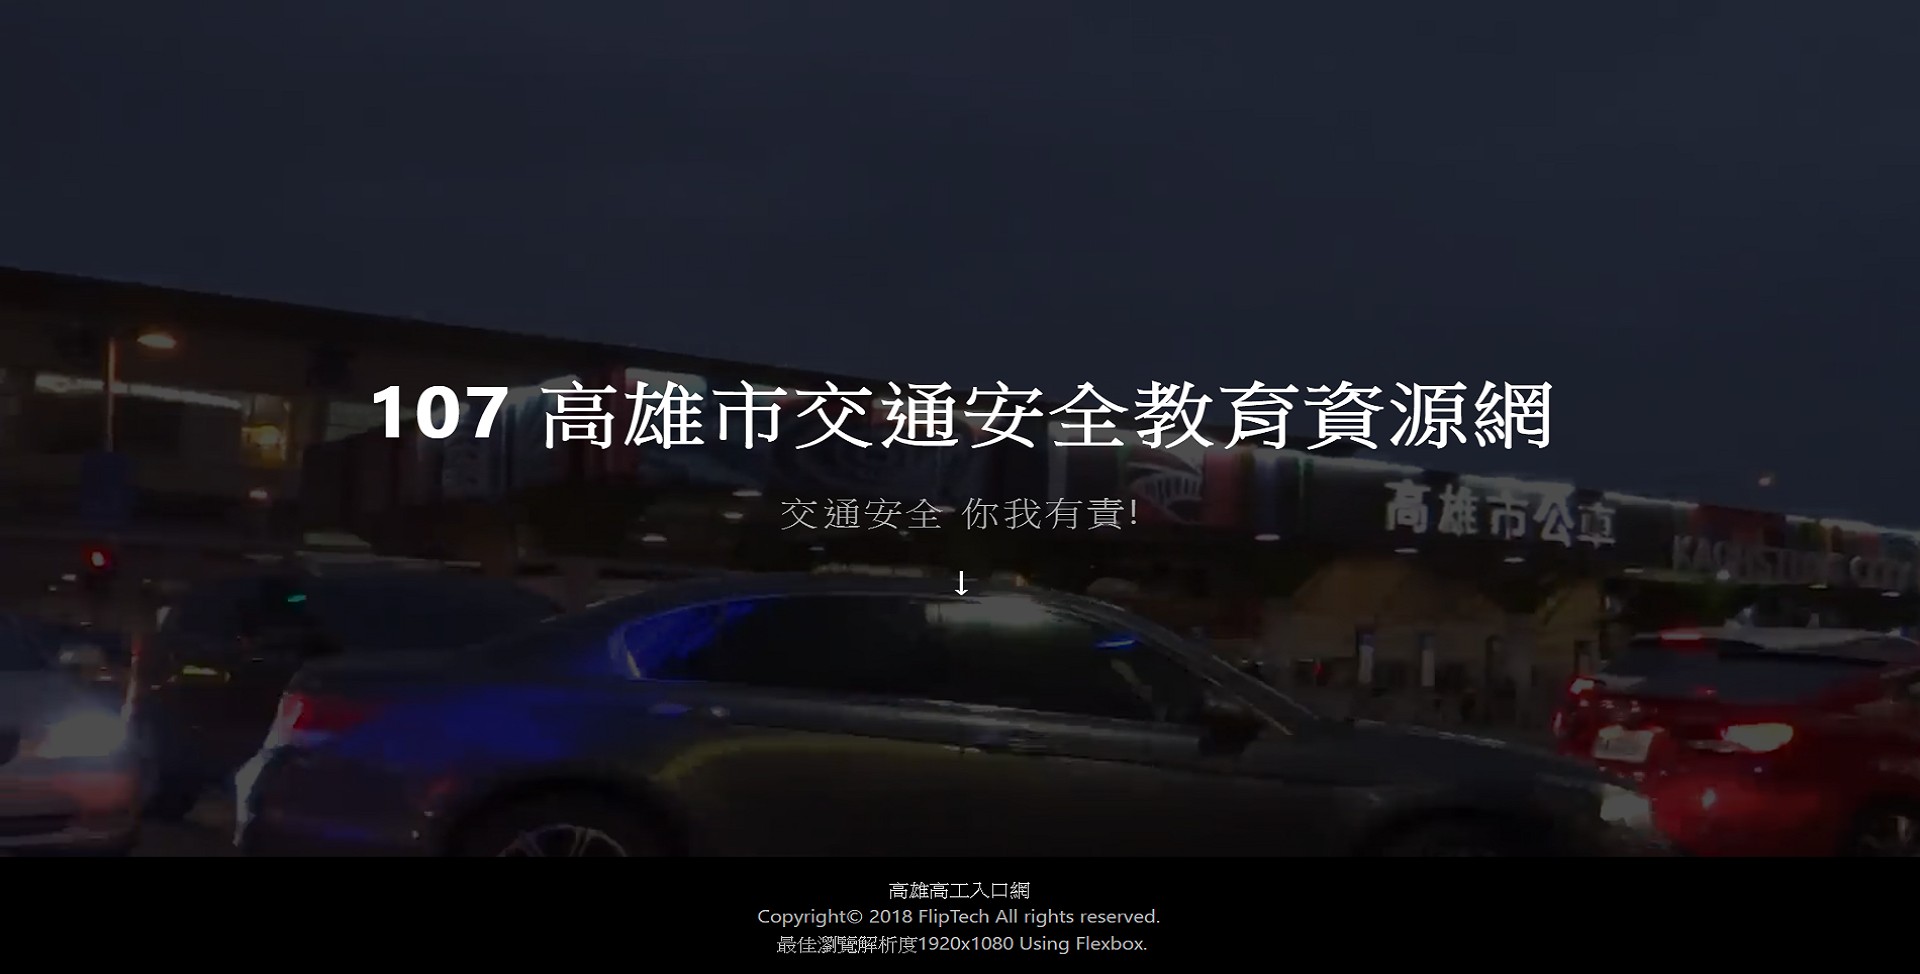 107 高雄市交通安全教育資源網
交通安全 你我有責!
↓
高雄市公車
高雄高工入口網
Copyright© 2018 FlipTech All rights reserved.
最佳瀏覽解析度1920x1080 Using Flexbox.